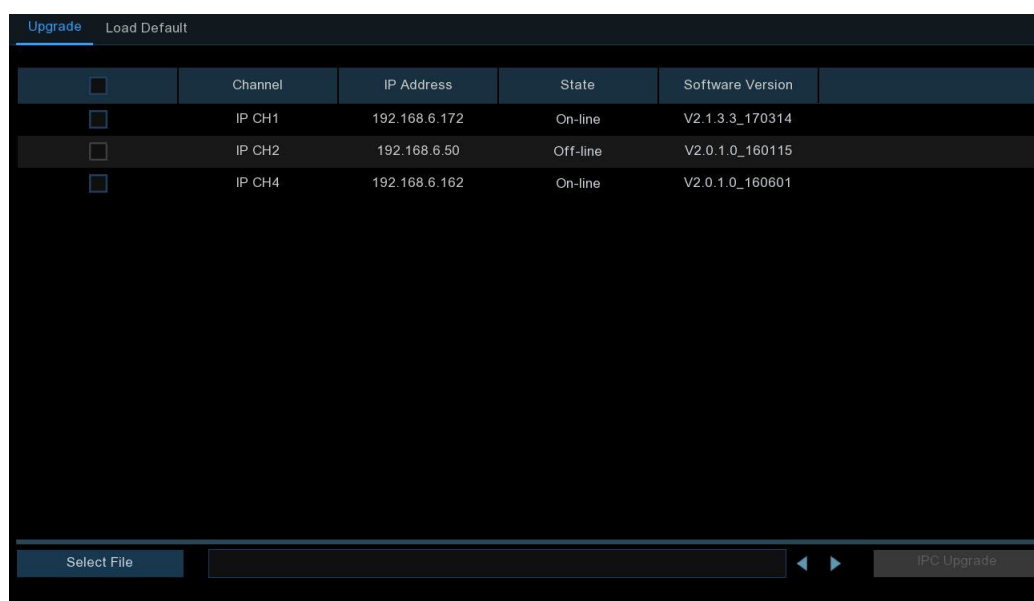 Upgrade Load Default
Channel IP Address State Software Version
IP CH1 192.168.6.172 On-line V2.1.3.3_170314
IP CH2 192.168.6.50 Off-line V2.0.1.0_160115
IP CH4 192.168.6.162 On-line V2.0.1.0_160601
Select File IPC Upgrade